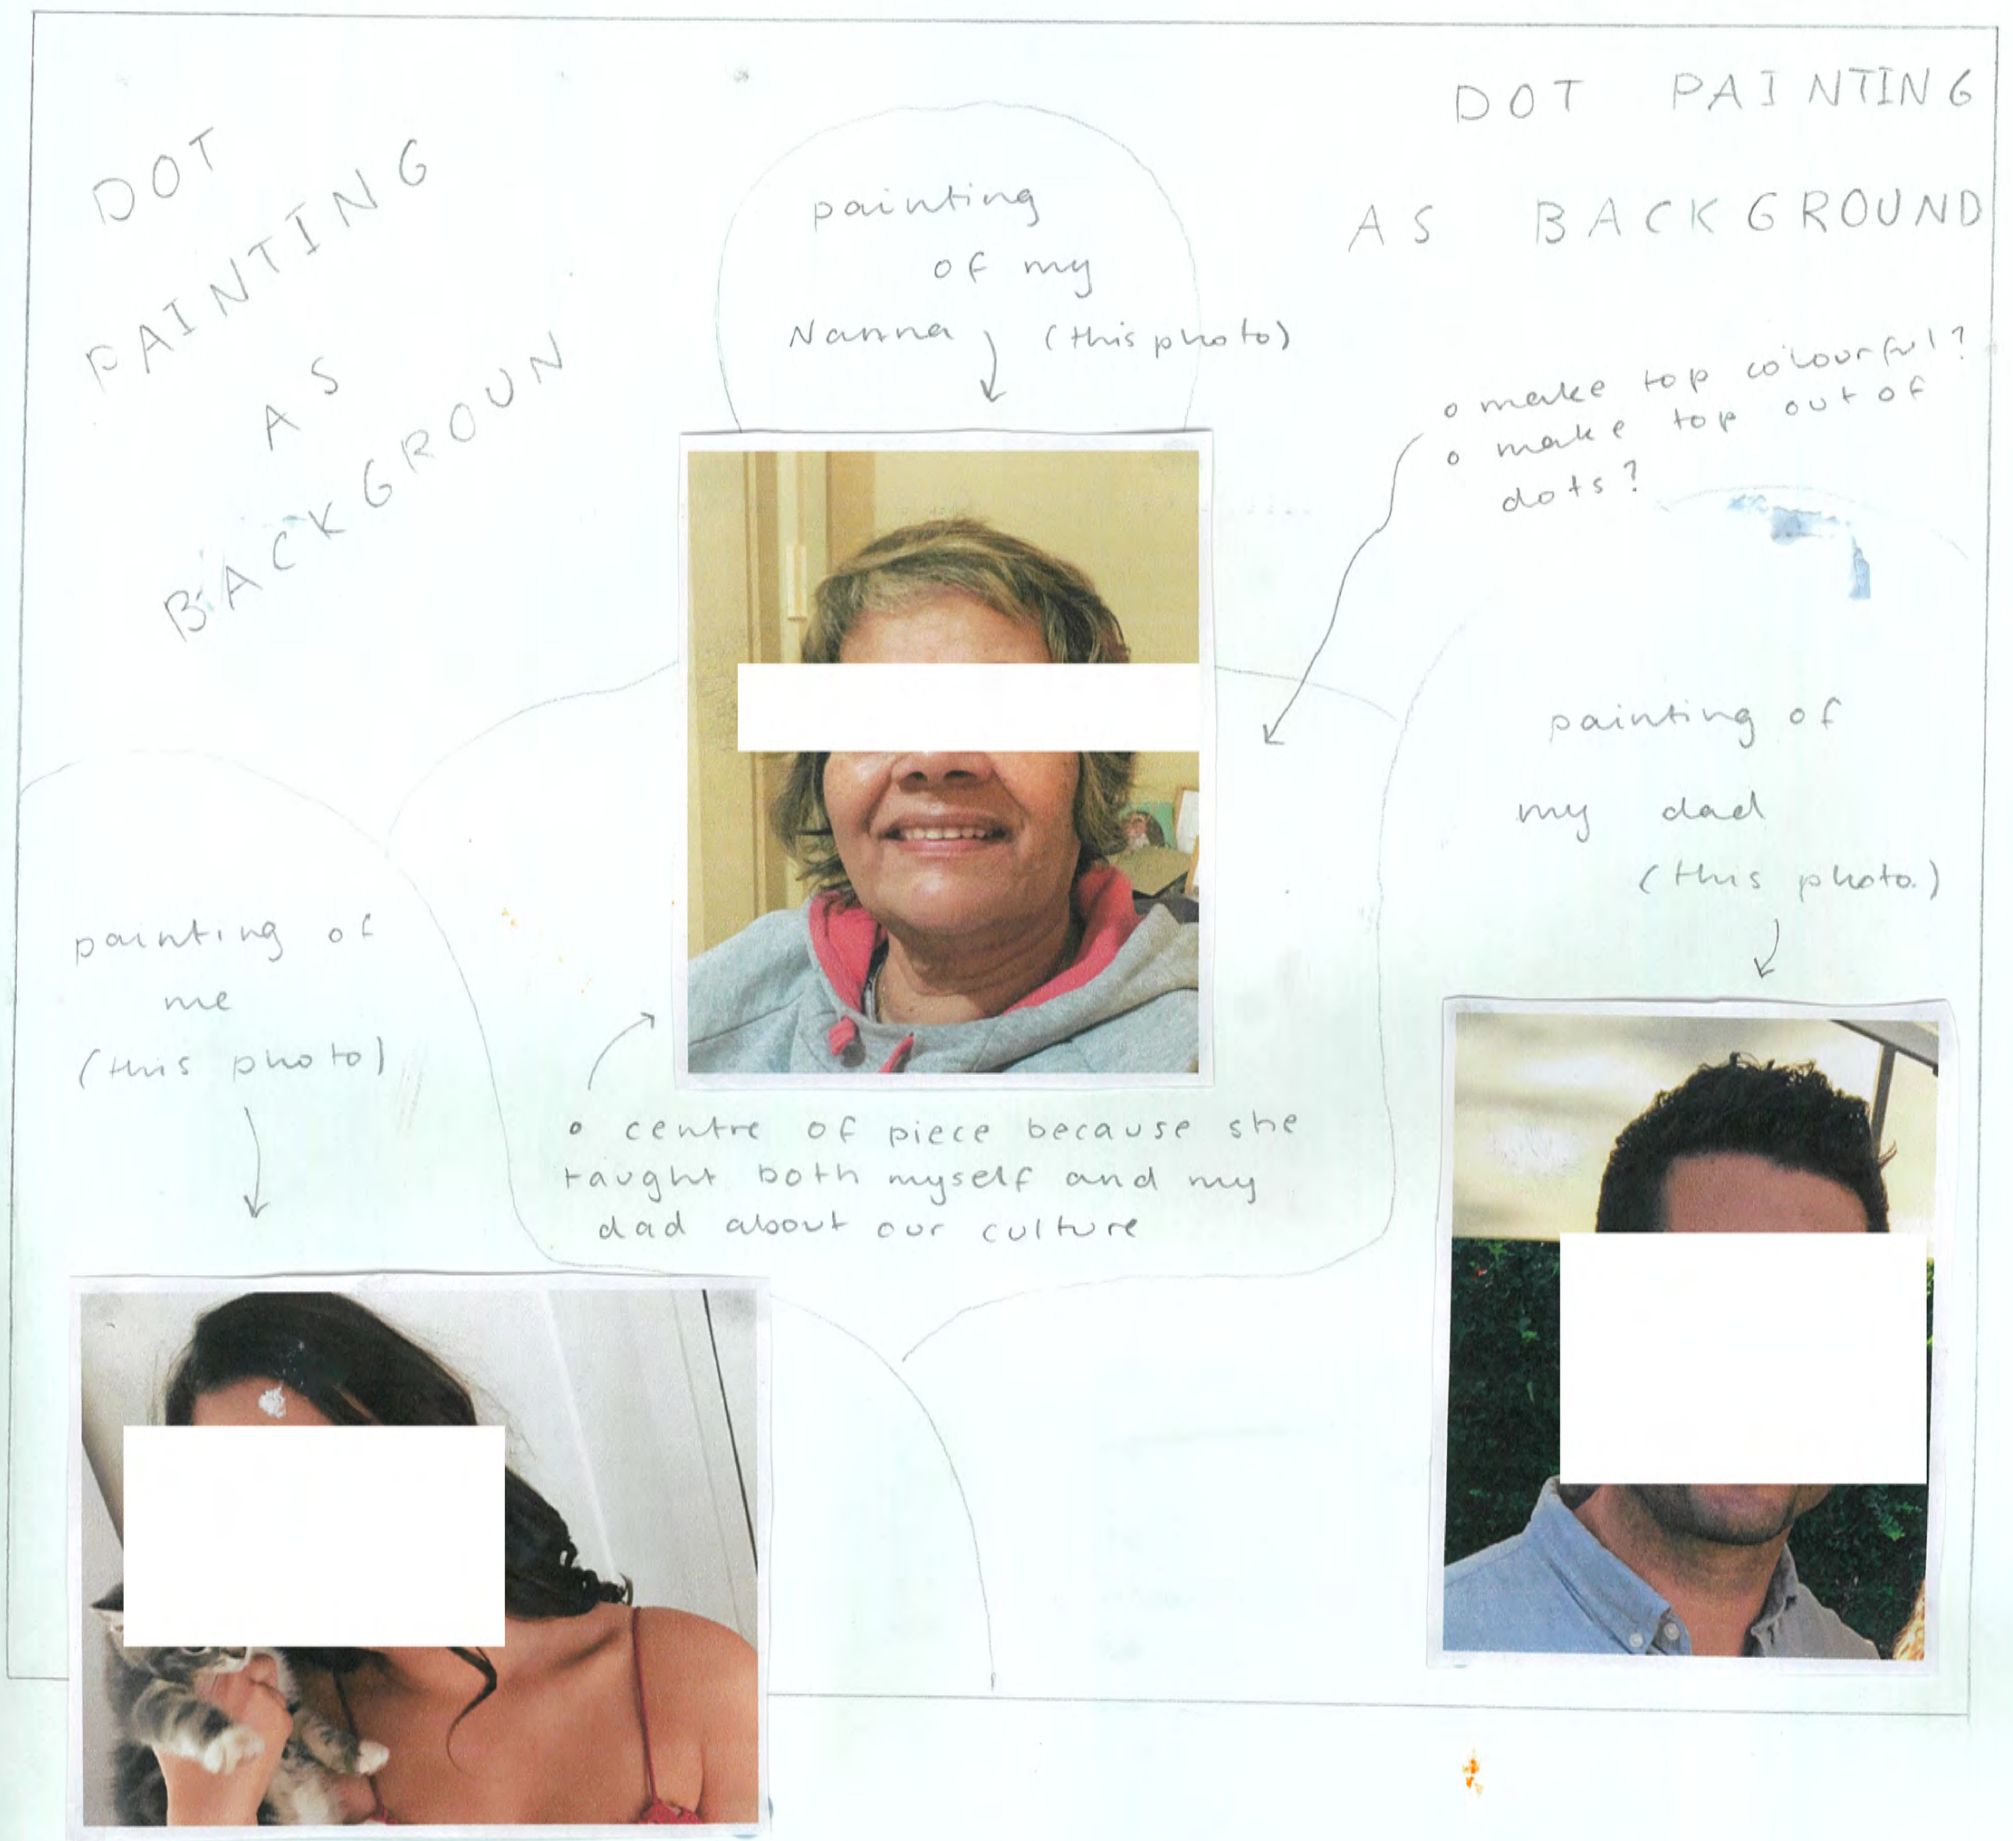 DOT
PAINTING
AS
BACKGROUN
painting
of my
Nanna (this photo)
DOT PAINTING
AS BACKGROUND
o make top colourful?
o make top out of
dots?
painting of
my dad
(this photo.)
painting of
me
(this photo)
o centre of piece because she
taught both myself and my
dad about our culture